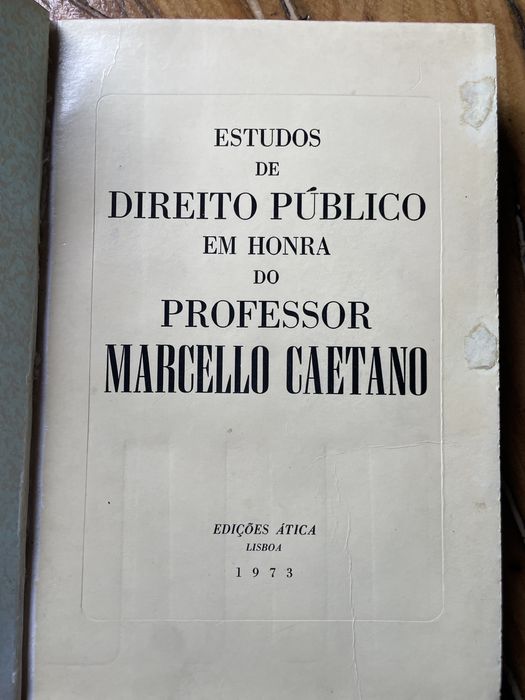 ESTUDOS
DE
DIREITO PÚBLICO
EM HONRA
DO
PROFESSOR
MARCELLO CAETANO
EDIÇÕES ÁTICA
LISBOA
1973